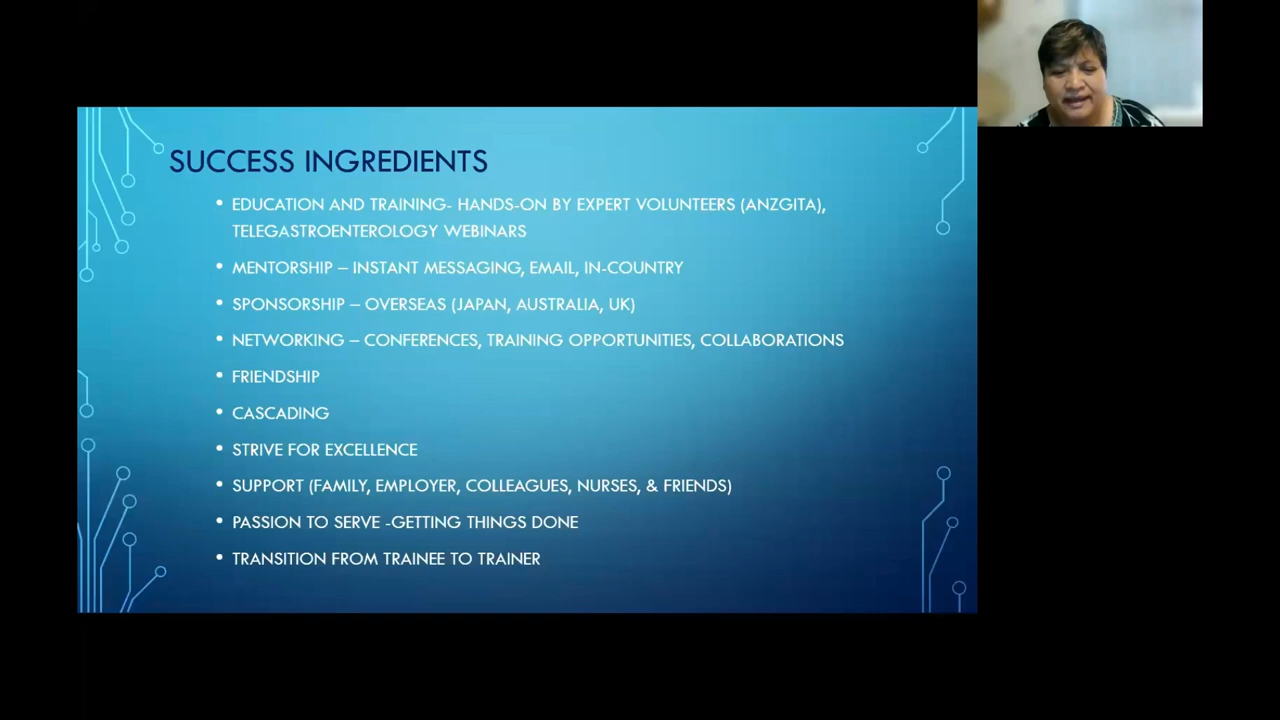 SUCCESS INGREDIENTS
• EDUCATION AND TRAINING- HANDS-ON BY EXPERT VOLUNTEERS (ANZGITA),
TELEGASTROENTEROLOGY WEBINARS
• MENTORSHIP – INSTANT MESSAGING, EMAIL, IN-COUNTRY
• SPONSORSHIP – OVERSEAS (JAPAN, AUSTRALIA, UK)
• NETWORKING – CONFERENCES, TRAINING OPPORTUNITIES, COLLABORATIONS
• FRIENDSHIP
• CASCADING
• STRIVE FOR EXCELLENCE
• SUPPORT (FAMILY, EMPLOYER, COLLEAGUES, NURSES, & FRIENDS)
• PASSION TO SERVE -GETTING THINGS DONE
• TRANSITION FROM TRAINEE TO TRAINER